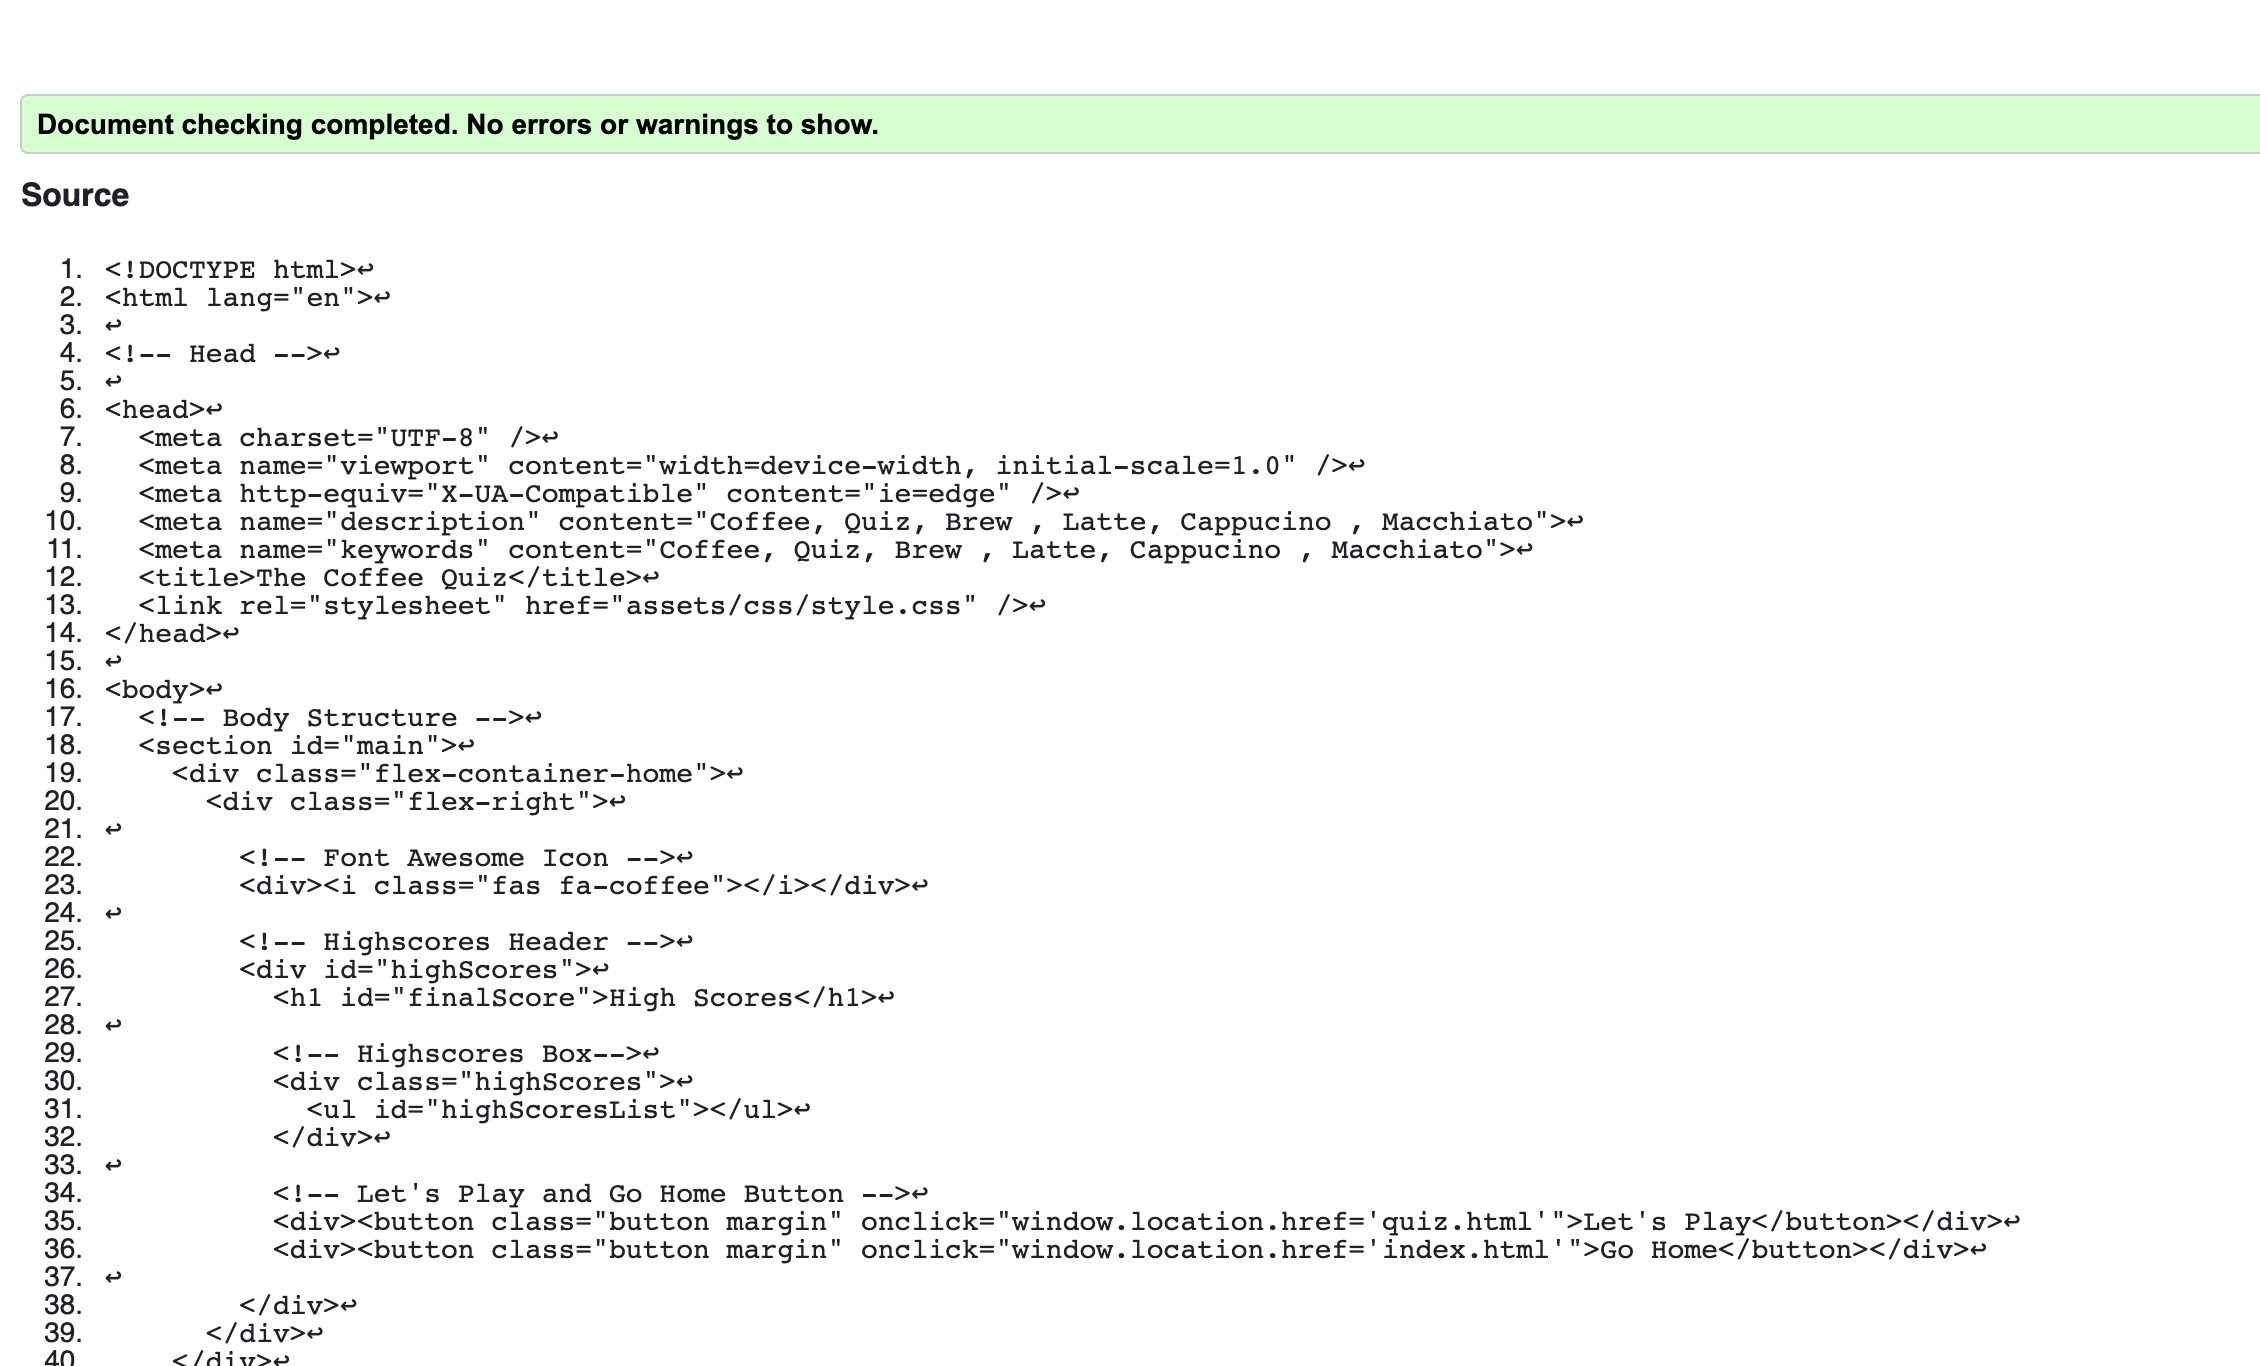 Document checking completed. No errors or warnings to show.
Source
1. <!DOCTYPE html>↩
2. <html lang="en">↩
3. ↩
4. <!-- Head -->↩
5. ↩
6. <head>↩
7.   <meta charset="UTF-8" />↩
8.   <meta name="viewport" content="width=device-width, initial-scale=1.0" />↩
9.   <meta http-equiv="X-UA-Compatible" content="ie=edge" />↩
10.   <meta name="description" content="Coffee, Quiz, Brew , Latte, Cappucino , Macchiato">↩
11.   <meta name="keywords" content="Coffee, Quiz, Brew , Latte, Cappucino , Macchiato">↩
12.   <title>The Coffee Quiz</title>↩
13.   <link rel="stylesheet" href="assets/css/style.css" />↩
14. </head>↩
15. ↩
16. <body>↩
17.   <!-- Body Structure -->↩
18.   <section id="main">↩
19.     <div class="flex-container-home">↩
20.       <div class="flex-right">↩
21. ↩
22.         <!-- Font Awesome Icon -->↩
23.         <div><i class="fas fa-coffee"></i></div>↩
24. ↩
25.         <!-- Highscores Header -->↩
26.         <div id="highScores">↩
27.           <h1 id="finalScore">High Scores</h1>↩
28. ↩
29.           <!-- Highscores Box-->↩
30.           <div class="highScores">↩
31.             <ul id="highScoresList"></ul>↩
32.           </div>↩
33. ↩
34.           <!-- Let's Play and Go Home Button -->↩
35.           <div><button class="button margin" onclick="window.location.href='quiz.html'">Let's Play</button></div>↩
36.           <div><button class="button margin" onclick="window.location.href='index.html'">Go Home</button></div>↩
37. ↩
38.         </div>↩
39.       </div>↩
40.     </div>↩